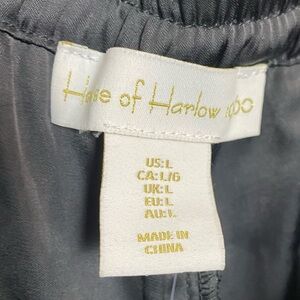 House of Harlow 1960
US: L
CA: L/G
UK: L
EU: L
AU: L
MADE IN
CHINA